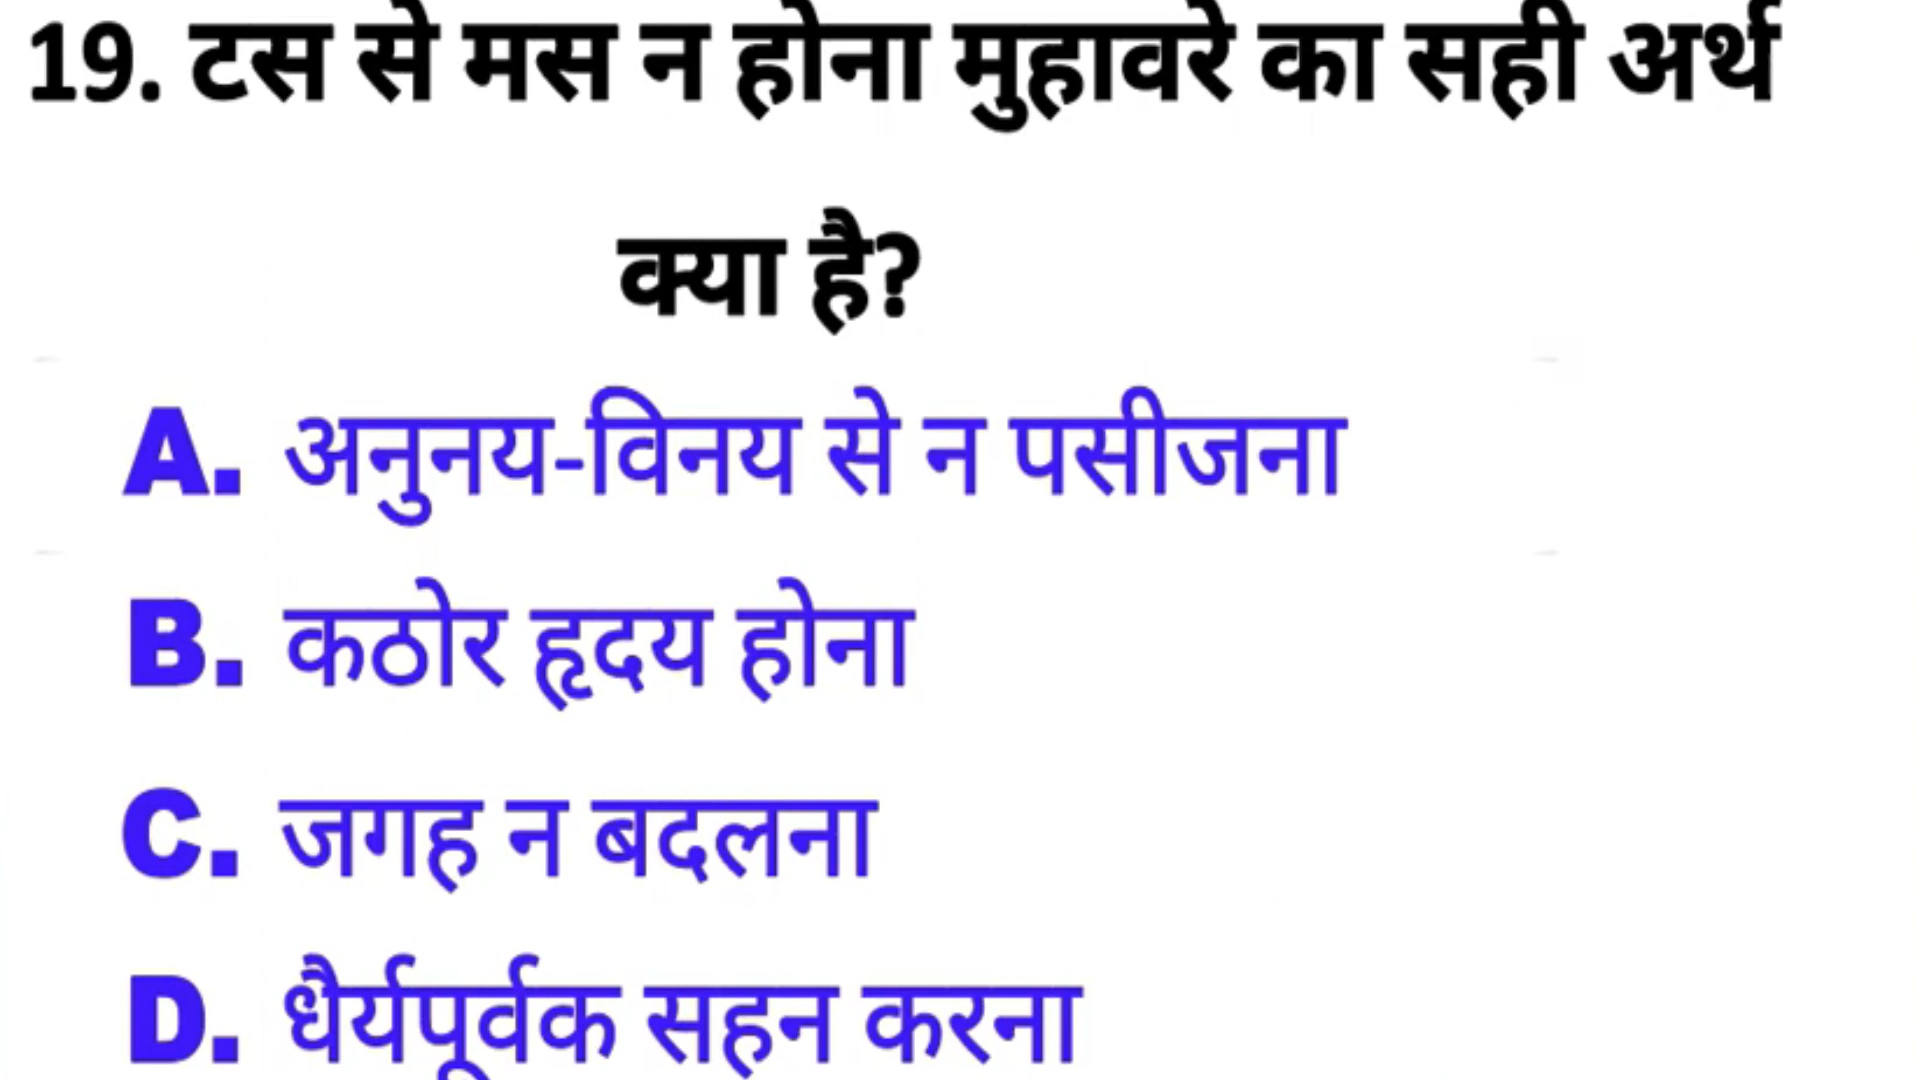 19. टस से मस न होना मुहावरे का सही अर्थ
क्या है?
A. अनुनय-विनय से न पसीजना
B. कठोर हृदय होना
C. जगह न बदलना
D. धैर्यपूर्वक सहन करना